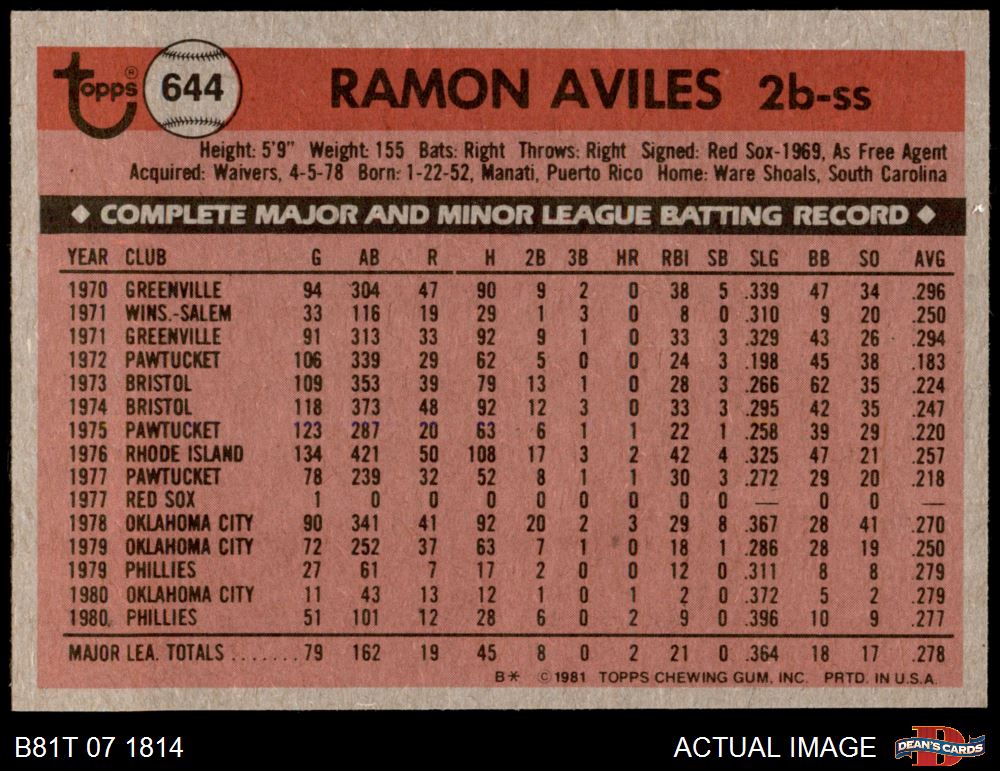 Topps® 644 RAMON AVILES 2b-ss
Height: 5'9" Weight: 155 Bats: Right Throws: Right Signed: Red Sox-1969, As Free Agent
Acquired: Waivers, 4-5-78 Born: 1-22-52, Manati, Puerto Rico Home: Ware Shoals, South Carolina
◆ COMPLETE MAJOR AND MINOR LEAGUE BATTING RECORD ◆
YEAR CLUB G AB R H 2B 3B HR RBI SB SLG BB SO AVG
1970 GREENVILLE 94 304 47 90 9 2 0 38 5 .339 47 34 .296
1971 WINS.-SALEM 33 116 19 29 1 3 0 8 0 .310 9 20 .250
1971 GREENVILLE 91 313 33 92 9 1 0 33 3 .329 43 26 .294
1972 PAWTUCKET 106 339 29 62 5 0 0 24 3 .198 45 38 .183
1973 BRISTOL 109 353 39 79 13 1 0 28 3 .266 62 35 .224
1974 BRISTOL 118 373 48 92 12 3 0 33 3 .295 42 35 .247
1975 PAWTUCKET 123 287 20 63 6 1 1 22 1 .258 39 29 .220
1976 RHODE ISLAND 134 421 50 108 17 3 2 42 4 .325 47 21 .257
1977 PAWTUCKET 78 239 32 52 8 1 1 30 3 .272 29 20 .218
1977 RED SOX 1 0 0 0 0 0 0 0 0 — 0 0 —
1978 OKLAHOMA CITY 90 341 41 92 20 2 3 29 8 .367 28 41 .270
1979 OKLAHOMA CITY 72 252 37 63 7 1 0 18 1 .286 28 19 .250
1979 PHILLIES 27 61 7 17 2 0 0 12 0 .311 8 8 .279
1980 OKLAHOMA CITY 11 43 13 12 1 0 1 2 0 .372 5 2 .279
1980 PHILLIES 51 101 12 28 6 0 2 9 0 .396 10 9 .277
MAJOR LEA. TOTALS ....... 79 162 19 45 8 0 2 21 0 .364 18 17 .278
B* ©1981 TOPPS CHEWING GUM, INC. PRTD. IN U.S.A.
B81T 07 1814 ACTUAL IMAGE DEAN'S CARDS